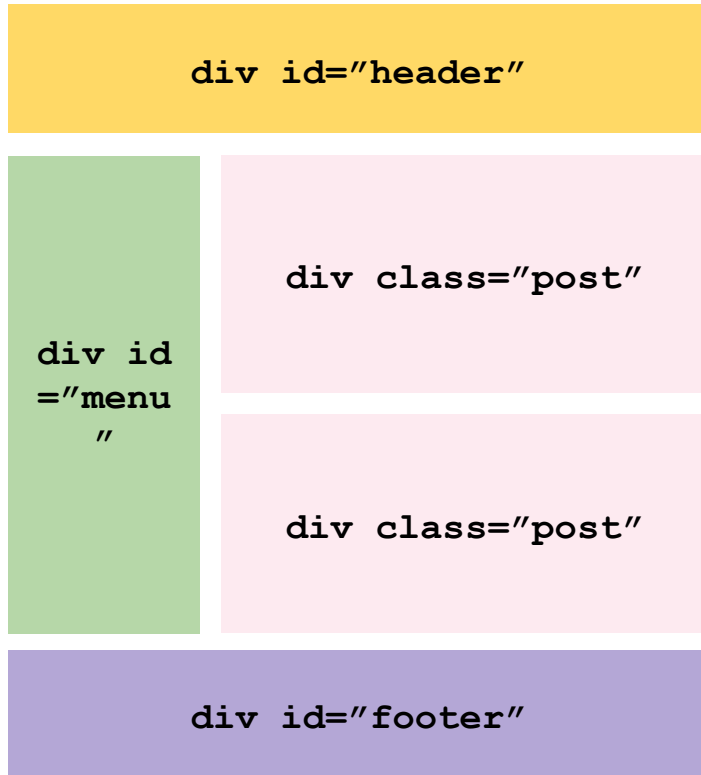 div id=″header″
div class=″post″
div id
=″menu
″
div class=″post″
div id=″footer″